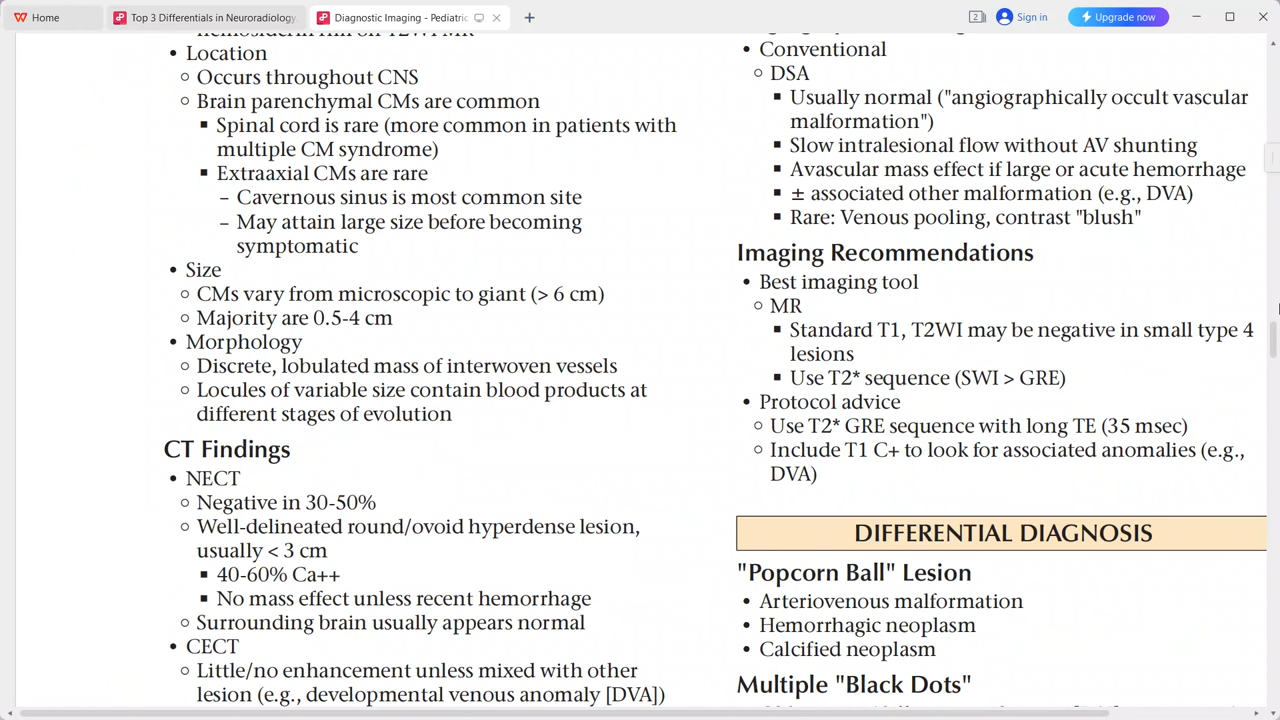 Home
Top 3 Differentials in Neuroradiology.
Diagnostic Imaging - Pediatric
2
Sign in
Upgrade now
• Location
○ Occurs throughout CNS
○ Brain parenchymal CMs are common
▪ Spinal cord is rare (more common in patients with
multiple CM syndrome)
▪ Extraaxial CMs are rare
– Cavernous sinus is most common site
– May attain large size before becoming
symptomatic
• Size
○ CMs vary from microscopic to giant (> 6 cm)
○ Majority are 0.5-4 cm
• Morphology
○ Discrete, lobulated mass of interwoven vessels
○ Locules of variable size contain blood products at
different stages of evolution
CT Findings
• NECT
○ Negative in 30-50%
○ Well-delineated round/ovoid hyperdense lesion,
usually < 3 cm
▪ 40-60% Ca++
▪ No mass effect unless recent hemorrhage
○ Surrounding brain usually appears normal
• CECT
○ Little/no enhancement unless mixed with other
lesion (e.g., developmental venous anomaly [DVA])
• Conventional
○ DSA
▪ Usually normal ("angiographically occult vascular
malformation")
▪ Slow intralesional flow without AV shunting
▪ Avascular mass effect if large or acute hemorrhage
▪ ± associated other malformation (e.g., DVA)
▪ Rare: Venous pooling, contrast "blush"
Imaging Recommendations
• Best imaging tool
○ MR
▪ Standard T1, T2WI may be negative in small type 4
lesions
▪ Use T2* sequence (SWI > GRE)
• Protocol advice
○ Use T2* GRE sequence with long TE (35 msec)
○ Include T1 C+ to look for associated anomalies (e.g.,
DVA)
DIFFERENTIAL DIAGNOSIS
"Popcorn Ball" Lesion
• Arteriovenous malformation
• Hemorrhagic neoplasm
• Calcified neoplasm
Multiple "Black Dots"